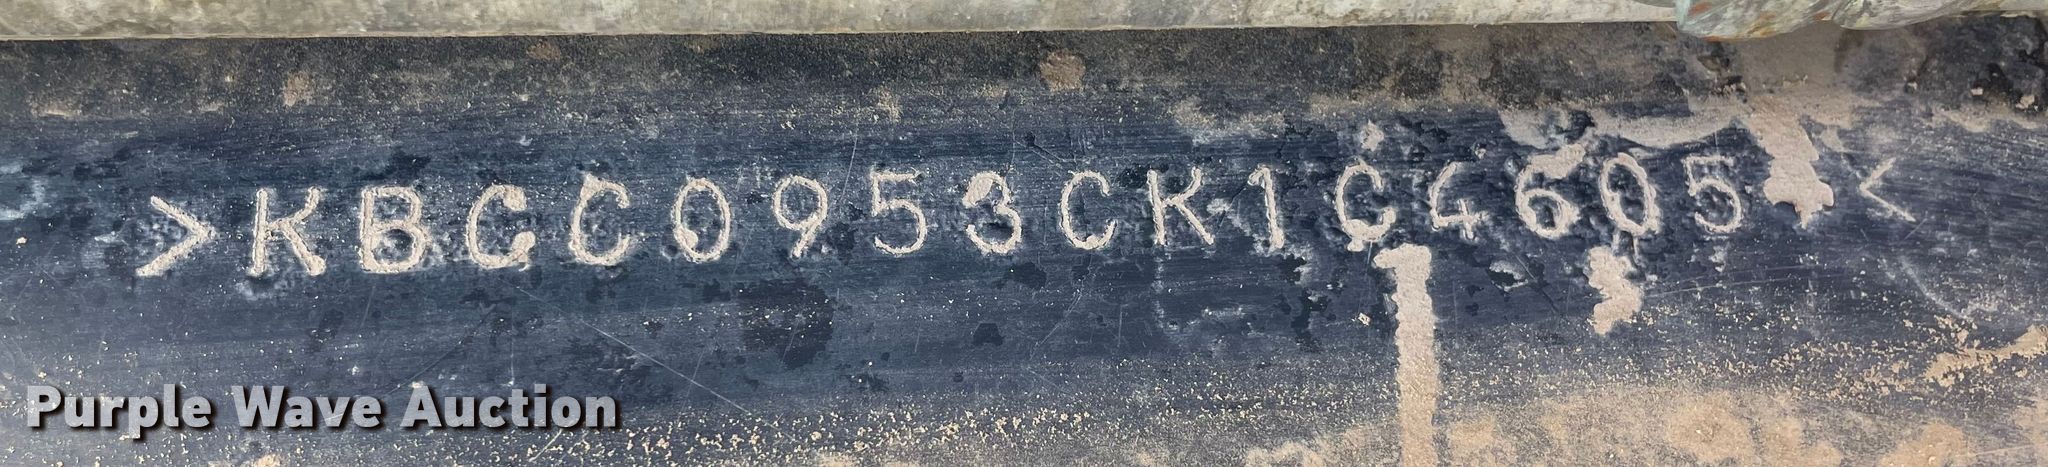 >KBCC0953CK1C4605 <
Purple Wave Auction